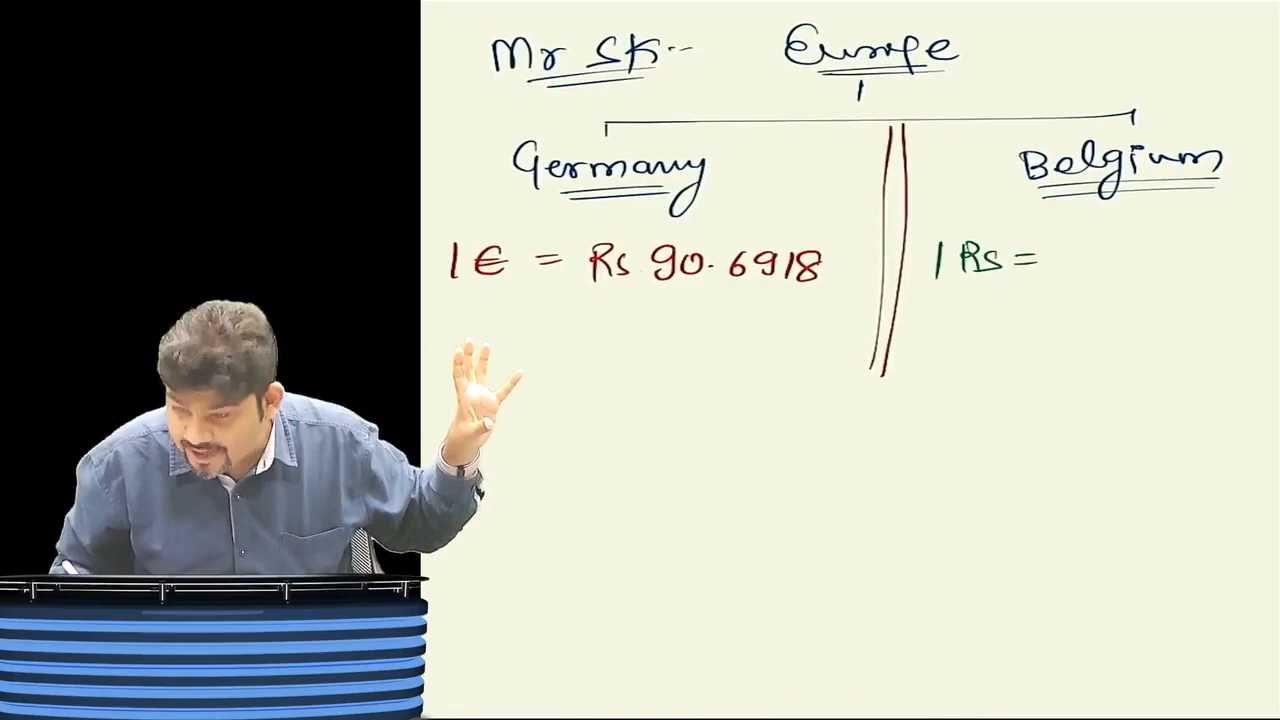 Mr SK-- Europe
Germany Belgium
1 € = Rs 90.6918 1 Rs =